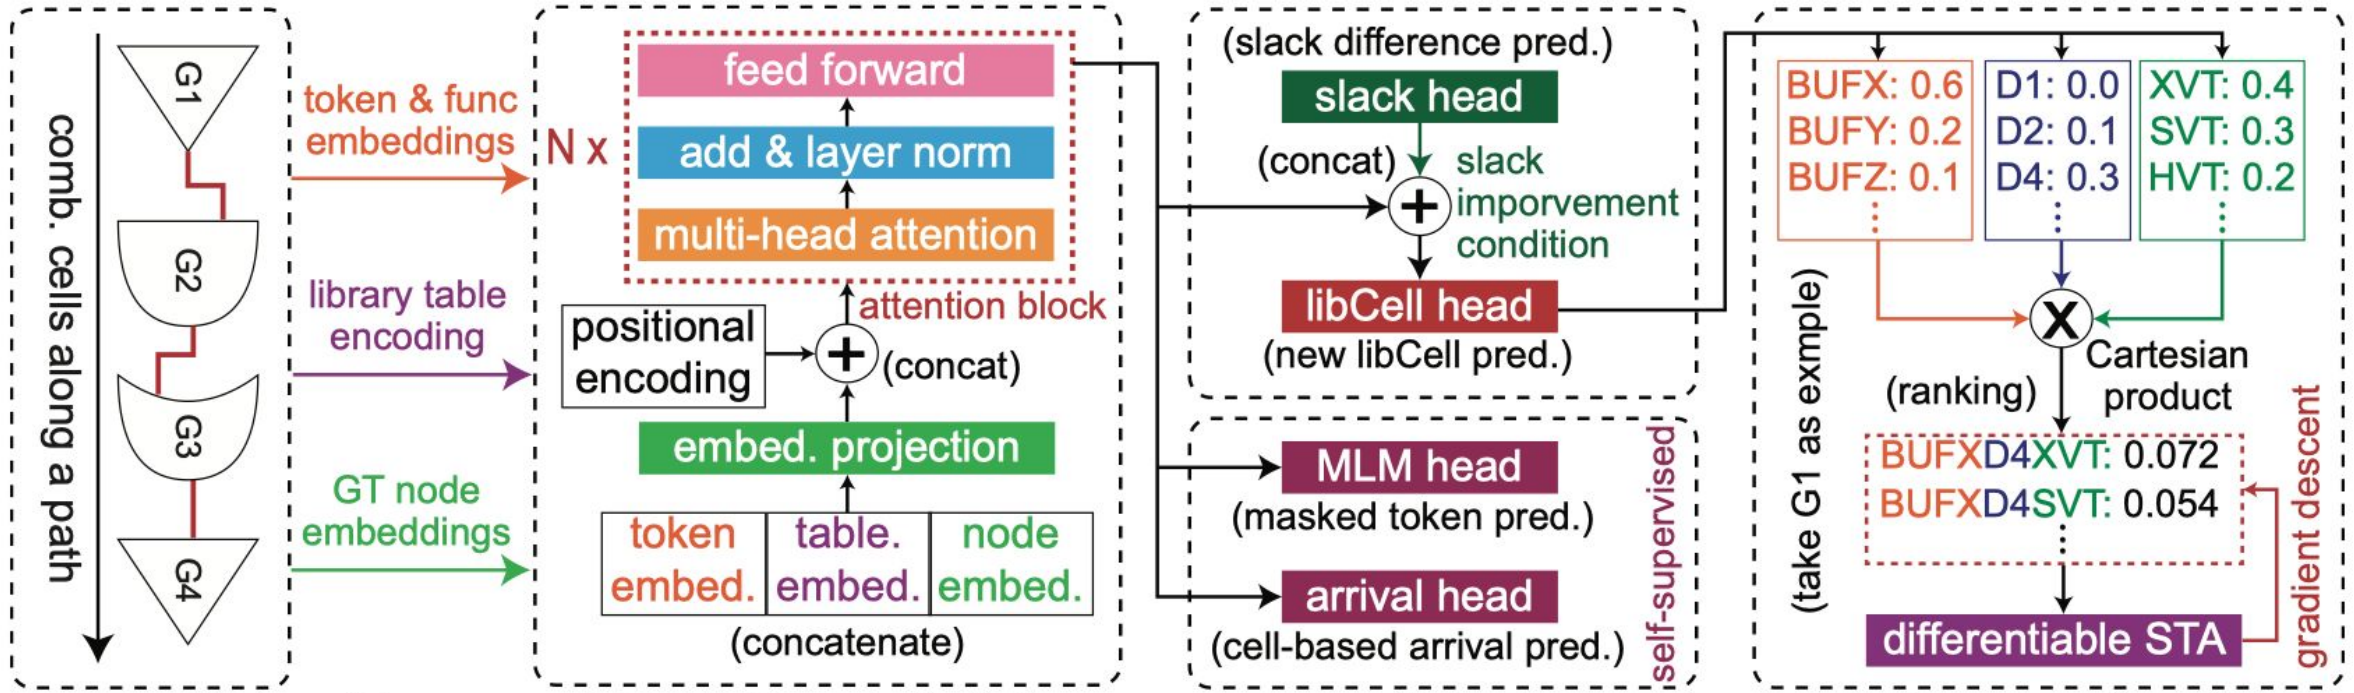 comb. cells along a path
G1
G2
G3
G4
token & func
embeddings
library table
encoding
GT node
embeddings
N x
feed forward
add & layer norm
multi-head attention
attention block
positional
encoding
+
(concat)
embed. projection
token
embed.
table.
embed.
node
embed.
(concatenate)
(slack difference pred.)
slack head
(concat)
+
slack
imporvement
condition
libCell head
(new libCell pred.)
MLM head
(masked token pred.)
arrival head
(cell-based arrival pred.)
self-supervised
BUFX: 0.6
BUFY: 0.2
BUFZ: 0.1
D1: 0.0
D2: 0.1
D4: 0.3
XVT: 0.4
SVT: 0.3
HVT: 0.2
(take G1 as exmple)
X
Cartesian
product
(ranking)
BUFXD4XVT: 0.072
BUFXD4SVT: 0.054
differentiable STA
gradient descent